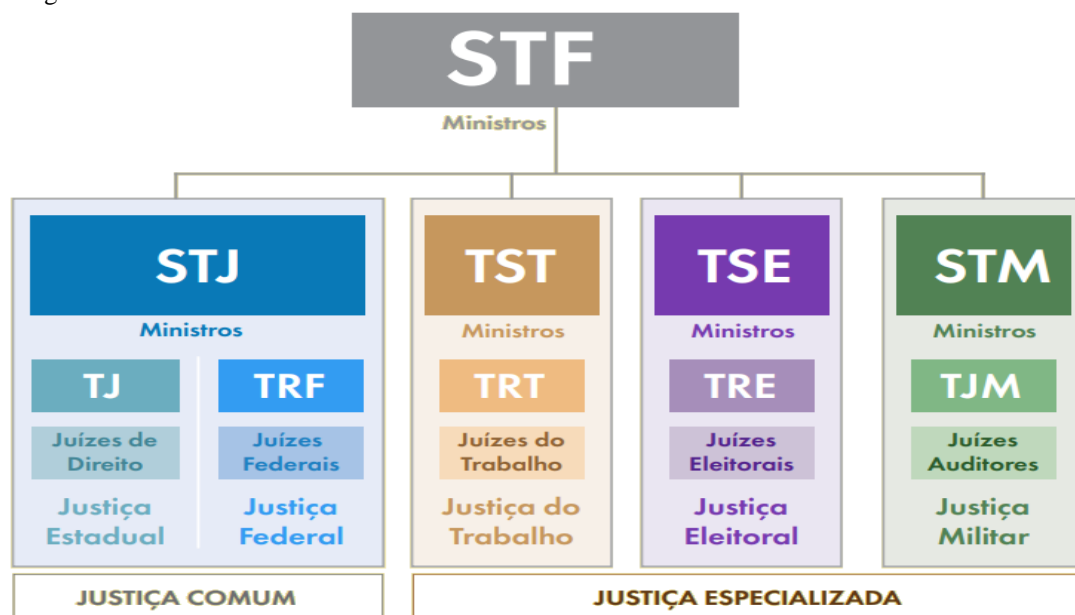 STF
Ministros
STJ
Ministros
TJ
TRF
Juízes de
Direito
Juízes
Federais
Justiça
Estadual
Justiça
Federal
JUSTIÇA COMUM
TST
Ministros
TRT
Juízes do
Trabalho
Justiça do
Trabalho
TSE
Ministros
TRE
Juízes
Eleitorais
Justiça
Eleitoral
STM
Ministros
TJM
Juízes
Auditores
Justiça
Militar
JUSTIÇA ESPECIALIZADA